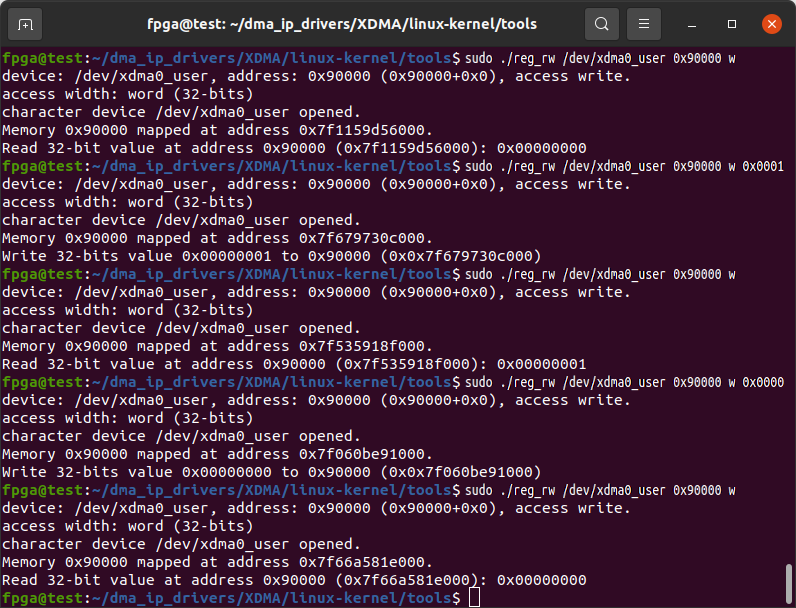 fpga@test: ~/dma_ip_drivers/XDMA/linux-kernel/tools
fpga@test:~/dma_ip_drivers/XDMA/linux-kernel/tools$ sudo ./reg_rw /dev/xdma0_user 0x90000 w
device: /dev/xdma0_user, address: 0x90000 (0x90000+0x0), access write.
access width: word (32-bits)
character device /dev/xdma0_user opened.
Memory 0x90000 mapped at address 0x7f1159d56000.
Read 32-bit value at address 0x90000 (0x7f1159d56000): 0x00000000
fpga@test:~/dma_ip_drivers/XDMA/linux-kernel/tools$ sudo ./reg_rw /dev/xdma0_user 0x90000 w 0x0001
device: /dev/xdma0_user, address: 0x90000 (0x90000+0x0), access write.
access width: word (32-bits)
character device /dev/xdma0_user opened.
Memory 0x90000 mapped at address 0x7f679730c000.
Write 32-bits value 0x00000001 to 0x90000 (0x0x7f679730c000)
fpga@test:~/dma_ip_drivers/XDMA/linux-kernel/tools$ sudo ./reg_rw /dev/xdma0_user 0x90000 w
device: /dev/xdma0_user, address: 0x90000 (0x90000+0x0), access write.
access width: word (32-bits)
character device /dev/xdma0_user opened.
Memory 0x90000 mapped at address 0x7f535918f000.
Read 32-bit value at address 0x90000 (0x7f535918f000): 0x00000001
fpga@test:~/dma_ip_drivers/XDMA/linux-kernel/tools$ sudo ./reg_rw /dev/xdma0_user 0x90000 w 0x0000
device: /dev/xdma0_user, address: 0x90000 (0x90000+0x0), access write.
access width: word (32-bits)
character device /dev/xdma0_user opened.
Memory 0x90000 mapped at address 0x7f060be91000.
Write 32-bits value 0x00000000 to 0x90000 (0x0x7f060be91000)
fpga@test:~/dma_ip_drivers/XDMA/linux-kernel/tools$ sudo ./reg_rw /dev/xdma0_user 0x90000 w
device: /dev/xdma0_user, address: 0x90000 (0x90000+0x0), access write.
access width: word (32-bits)
character device /dev/xdma0_user opened.
Memory 0x90000 mapped at address 0x7f66a581e000.
Read 32-bit value at address 0x90000 (0x7f66a581e000): 0x00000000
fpga@test:~/dma_ip_drivers/XDMA/linux-kernel/tools$